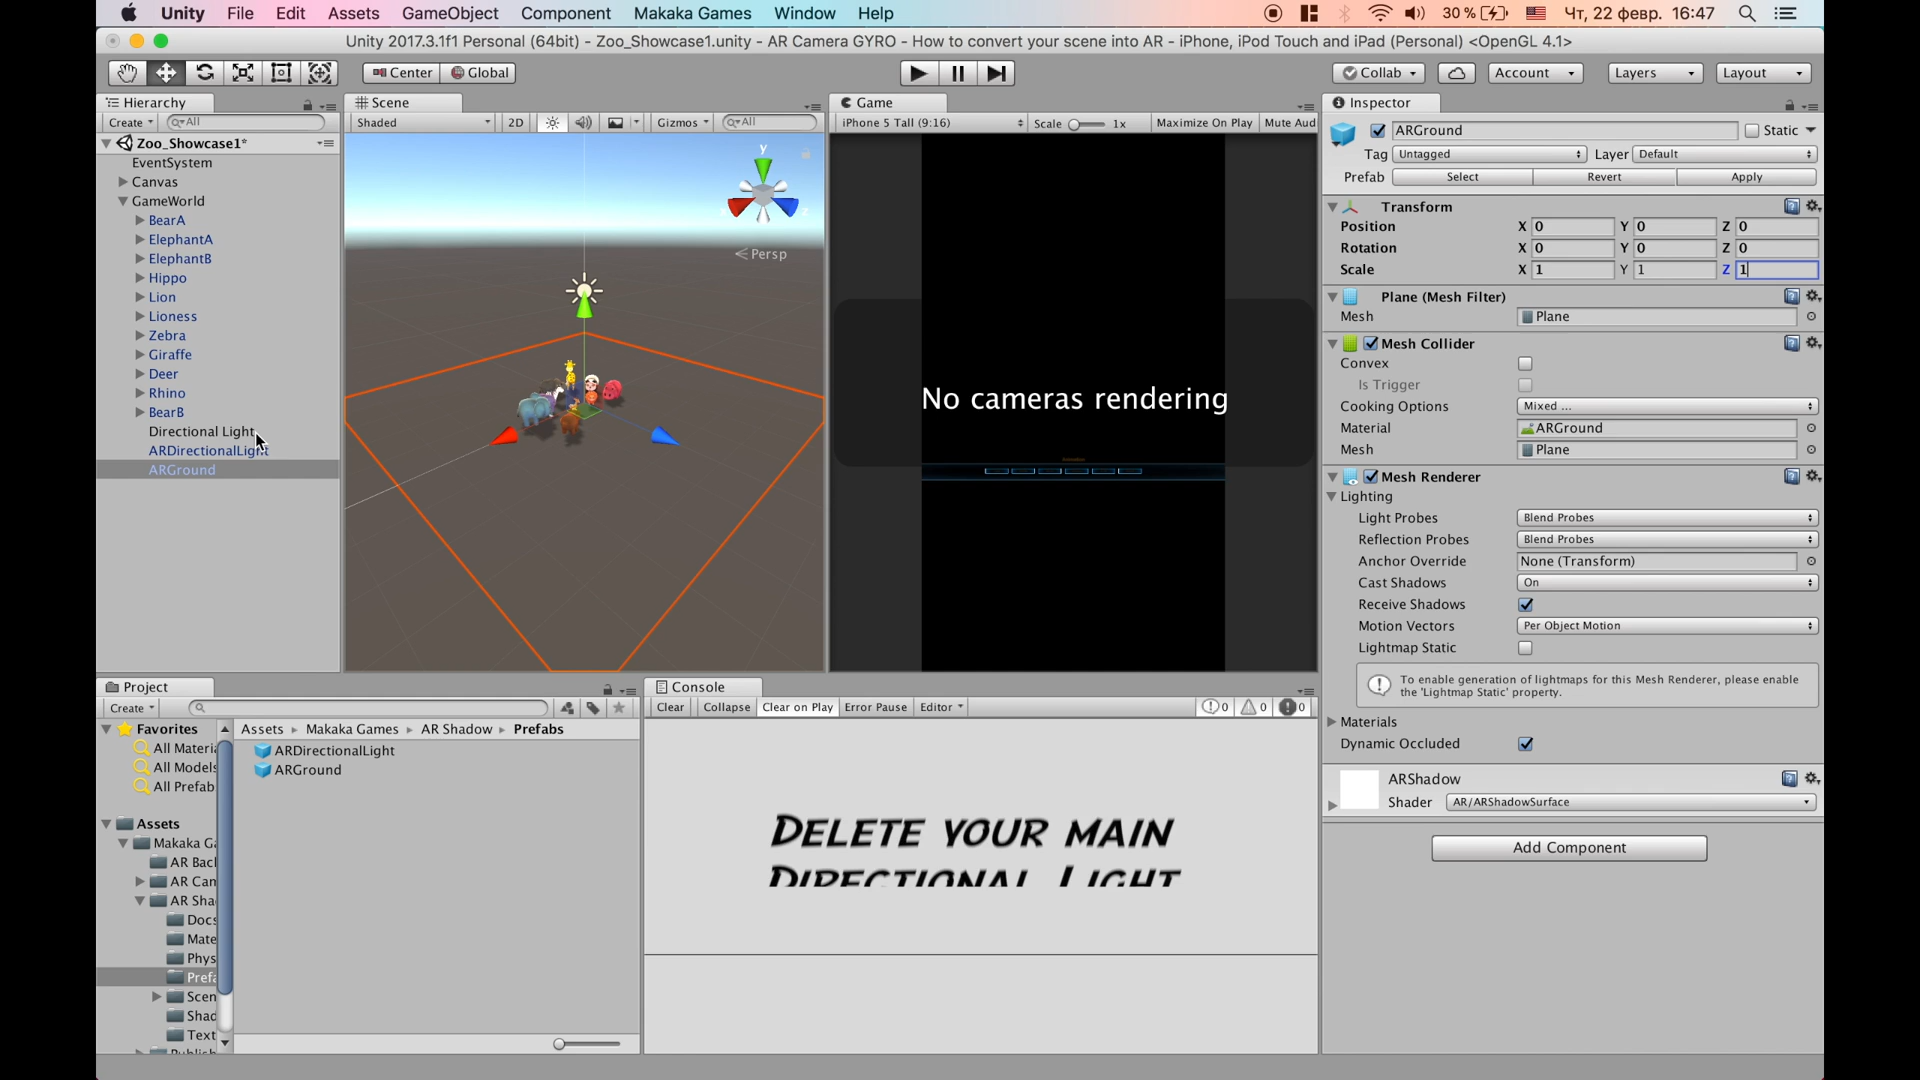 Unity File Edit Assets GameObject Component Makaka Games Window Help 30 % Чт, 22 февр. 16:47
Unity 2017.3.1f1 Personal (64bit) - Zoo_Showcase1.unity - AR Camera GYRO - How to convert your scene into AR - iPhone, iPod Touch and iPad (Personal) <OpenGL 4.1>
Center Global Collab Account Layers Layout
Hierarchy
Create All
Zoo_Showcase1*
EventSystem
Canvas
GameWorld
BearA
ElephantA
ElephantB
Hippo
Lion
Lioness
Zebra
Giraffe
Deer
Rhino
BearB
Directional Light
ARDirectionalLight
ARGround
Scene
Shaded 2D Gizmos All
y
x z
Persp
Game
iPhone 5 Tall (9:16) Scale 1x Maximize On Play Mute Aud
No cameras rendering
Inspector
ARGround Static
Tag Untagged Layer Default
Prefab Select Revert Apply
Transform
Position X 0 Y 0 Z 0
Rotation X 0 Y 0 Z 0
Scale X 1 Y 1 Z 1
Plane (Mesh Filter)
Mesh Plane
Mesh Collider
Convex
Is Trigger
Cooking Options Mixed ...
Material ARGround
Mesh Plane
Mesh Renderer
Lighting
Light Probes Blend Probes
Reflection Probes Blend Probes
Anchor Override None (Transform)
Cast Shadows On
Receive Shadows
Motion Vectors Per Object Motion
Lightmap Static
To enable generation of lightmaps for this Mesh Renderer, please enable
the 'Lightmap Static' property.
Materials
Dynamic Occluded
ARShadow
Shader AR/ARShadowSurface
Add Component
Project
Create
Favorites
All Materia
All Models
All Prefab
Assets
Makaka Ga
AR Back
AR Can
AR Sha
Docs
Mate
Phys
Prefa
Scen
Shad
Text
Publish
Assets Makaka Games AR Shadow Prefabs
ARDirectionalLight
ARGround
Console
Clear Collapse Clear on Play Error Pause Editor 0 0 0
DELETE YOUR MAIN
DIRECTIONAL LIGHT